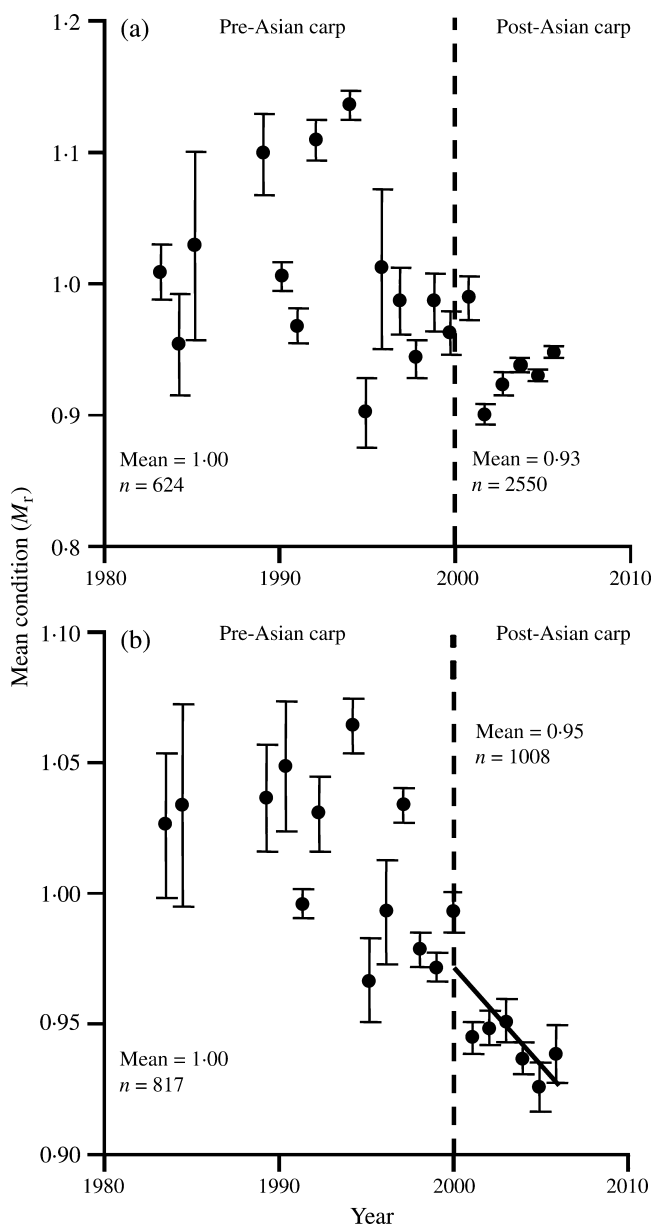 Mean condition (Mr)
1·2
(a)
Pre-Asian carp
Post-Asian carp
1·1
1·0
0·9
Mean = 1·00
n = 624
Mean = 0·93
n = 2550
0·8
1980
1990
2000
2010
1·10
(b)
Pre-Asian carp
Post-Asian carp
Mean = 0·95
n = 1008
1·05
1·00
0·95
Mean = 1·00
n = 817
0·90
1980
1990
2000
2010
Year